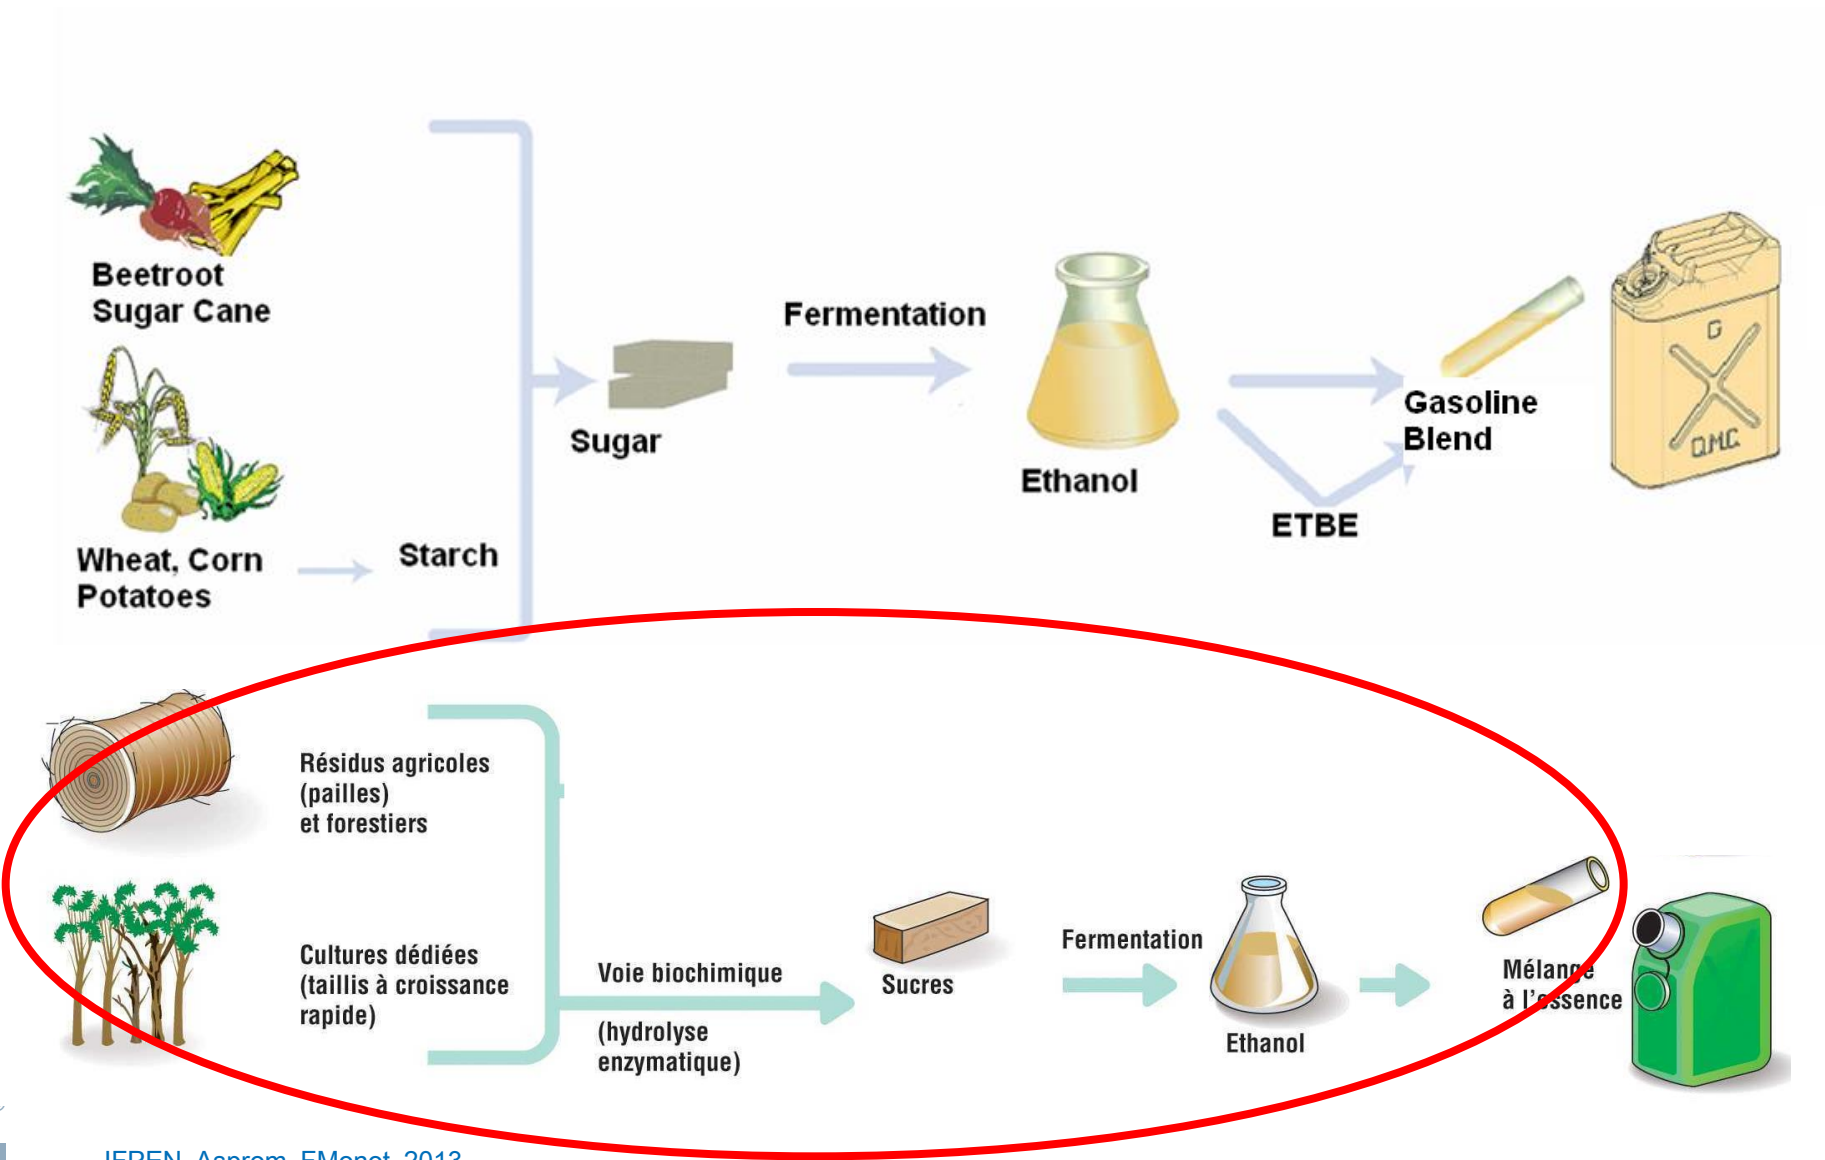 Beetroot
Sugar Cane
Wheat, Corn
Potatoes
Starch
Sugar
Fermentation
Ethanol
ETBE
Gasoline
Blend
G
Q.M.C.
Résidus agricoles
(pailles)
et forestiers
Cultures dédiées
(taillis à croissance
rapide)
Voie biochimique
(hydrolyse
enzymatique)
Sucres
Fermentation
Ethanol
Mélange
à l'essence
2013